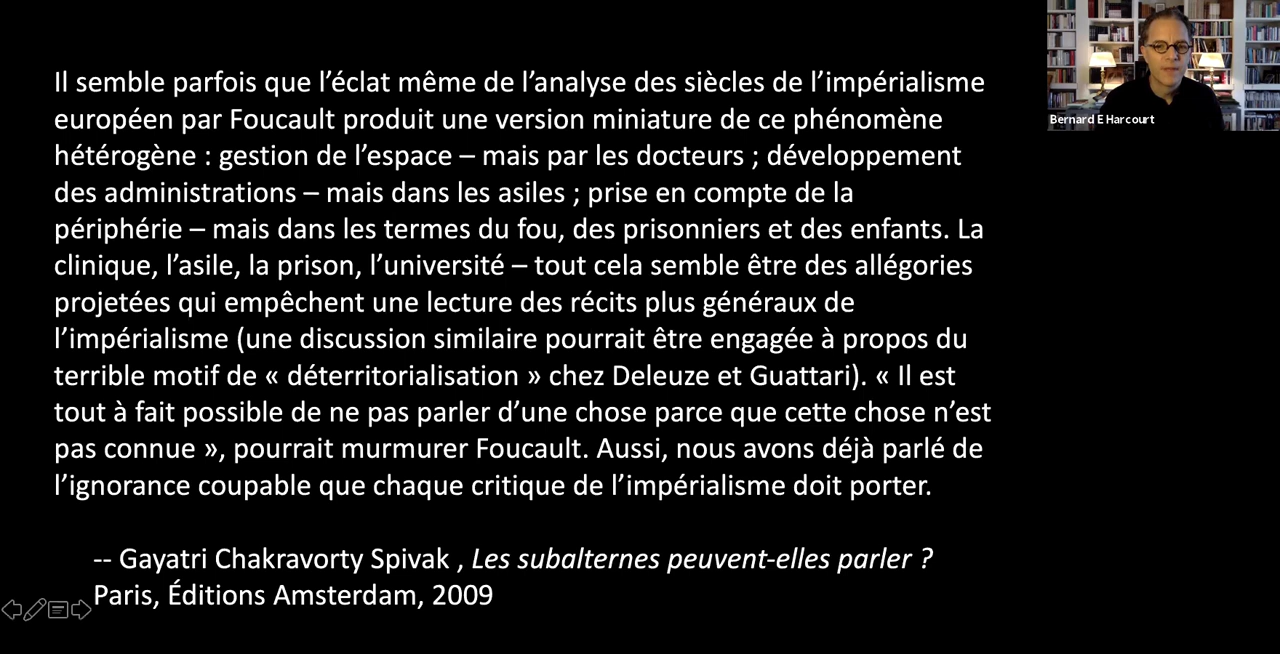 Il semble parfois que l’éclat même de l’analyse des siècles de l’impérialisme
européen par Foucault produit une version miniature de ce phénomène
hétérogène : gestion de l’espace – mais par les docteurs ; développement
des administrations – mais dans les asiles ; prise en compte de la
périphérie – mais dans les termes du fou, des prisonniers et des enfants. La
clinique, l’asile, la prison, l’université – tout cela semble être des allégories
projetées qui empêchent une lecture des récits plus généraux de
l’impérialisme (une discussion similaire pourrait être engagée à propos du
terrible motif de « déterritorialisation » chez Deleuze et Guattari). « Il est
tout à fait possible de ne pas parler d’une chose parce que cette chose n’est
pas connue », pourrait murmurer Foucault. Aussi, nous avons déjà parlé de
l’ignorance coupable que chaque critique de l’impérialisme doit porter.
-- Gayatri Chakravorty Spivak , Les subalternes peuvent-elles parler ?
Paris, Éditions Amsterdam, 2009
Bernard E Harcourt